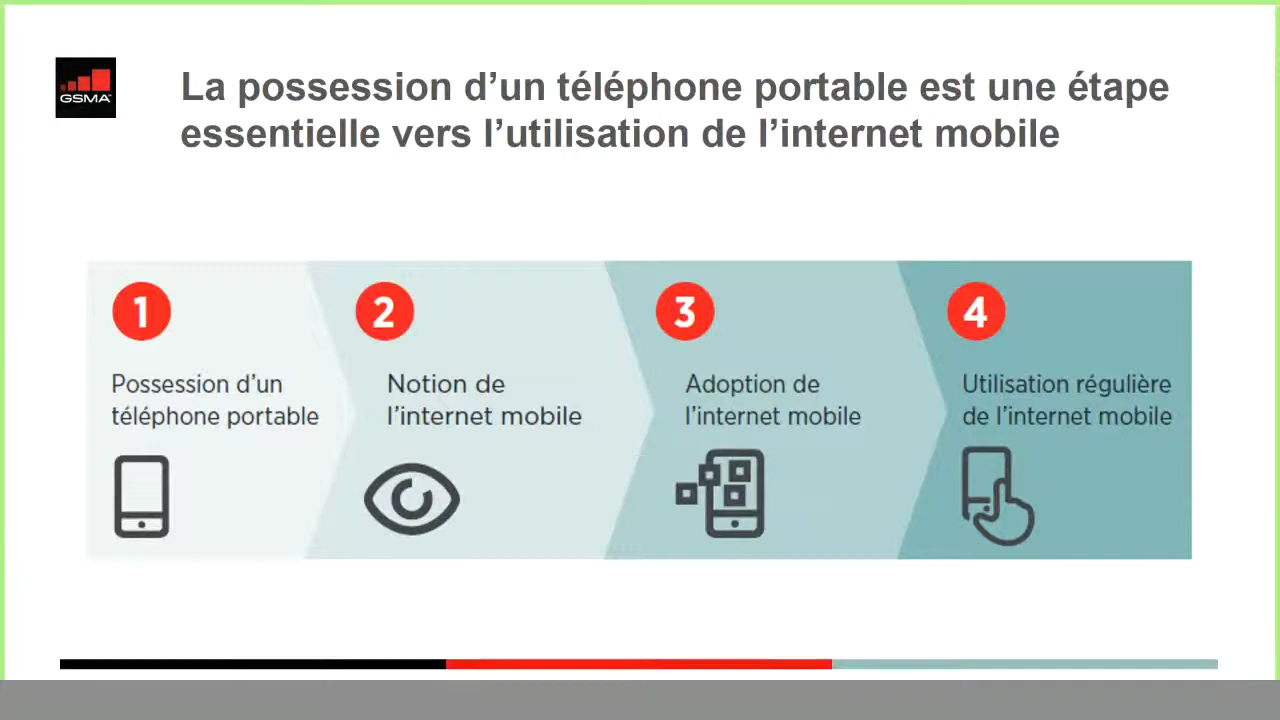 GSMA
La possession d’un téléphone portable est une étape
essentielle vers l’utilisation de l’internet mobile
1
Possession d’un
téléphone portable
2
Notion de
l’internet mobile
3
Adoption de
l’internet mobile
4
Utilisation régulière
de l’internet mobile